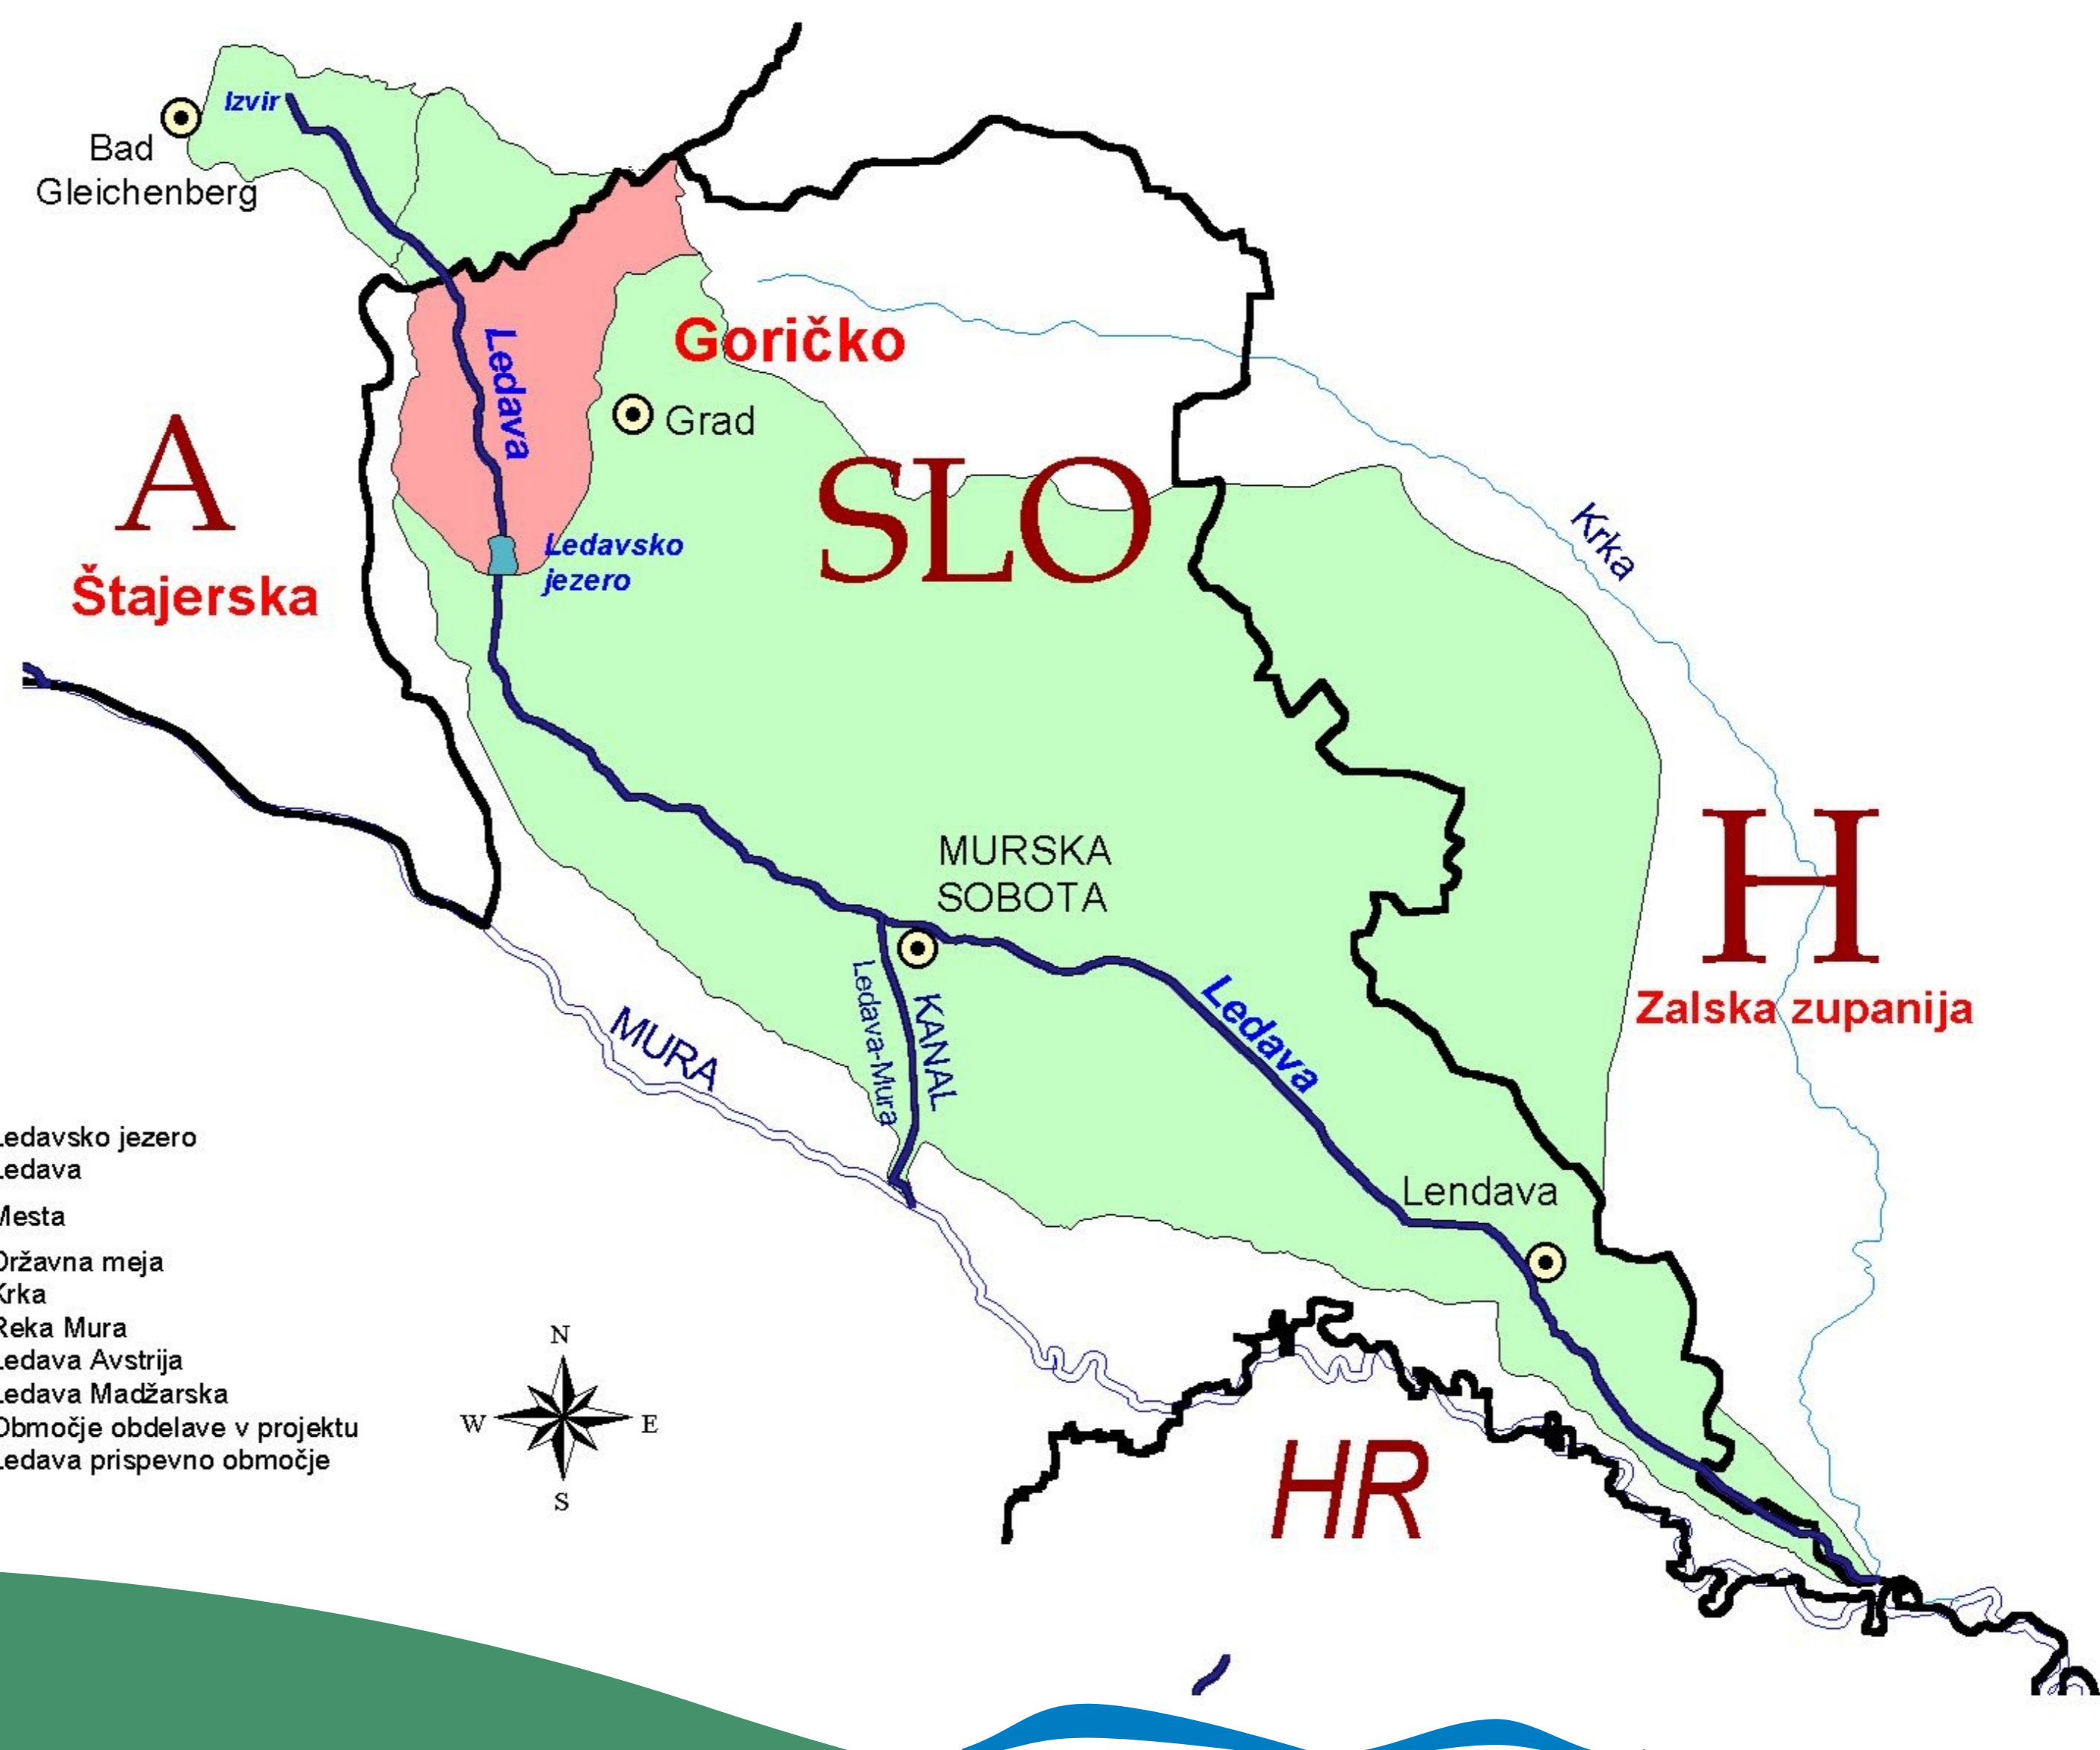 Izvir
Bad
Gleichenberg
Ledava
Goričko
Grad
A
Štajerska
SLO
Ledavsko
jezero
Krka
MURSKA
SOBOTA
H
Zalska zupanija
MURA
Ledava-Mura
KANAL
Ledava
Lendava
HR
Ledavsko jezero
Ledava
Mesta
Državna meja
Krka
Reka Mura
Ledava Avstrija
Ledava Madžarska
Območje obdelave v projektu
Ledava prispevno območje
N
W
E
S